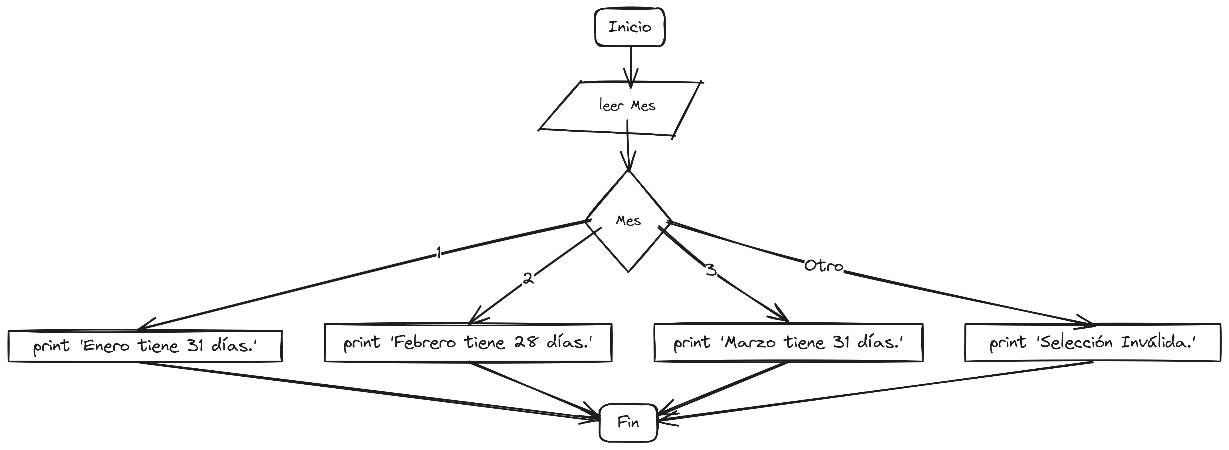 Inicio
leer Mes
Mes
1
2
3
Otro
print 'Enero tiene 31 días.'
print 'Febrero tiene 28 días.'
print 'Marzo tiene 31 días.'
print 'Selección Inválida.'
Fin